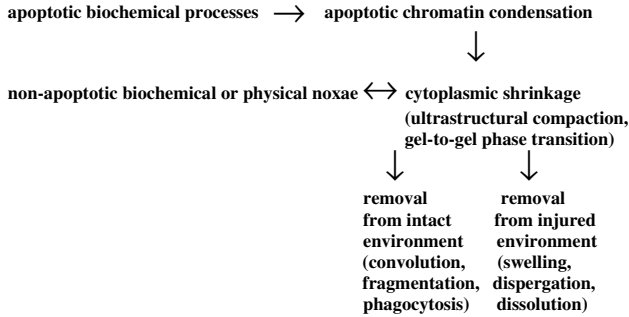 apoptotic biochemical processes → apoptotic chromatin condensation
non-apoptotic biochemical or physical noxae ↔ cytoplasmic shrinkage
(ultrastructural compaction,
gel-to-gel phase transition)
removal
from intact
environment
(convolution,
fragmentation,
phagocytosis)
removal
from injured
environment
(swelling,
dispergation,
dissolution)